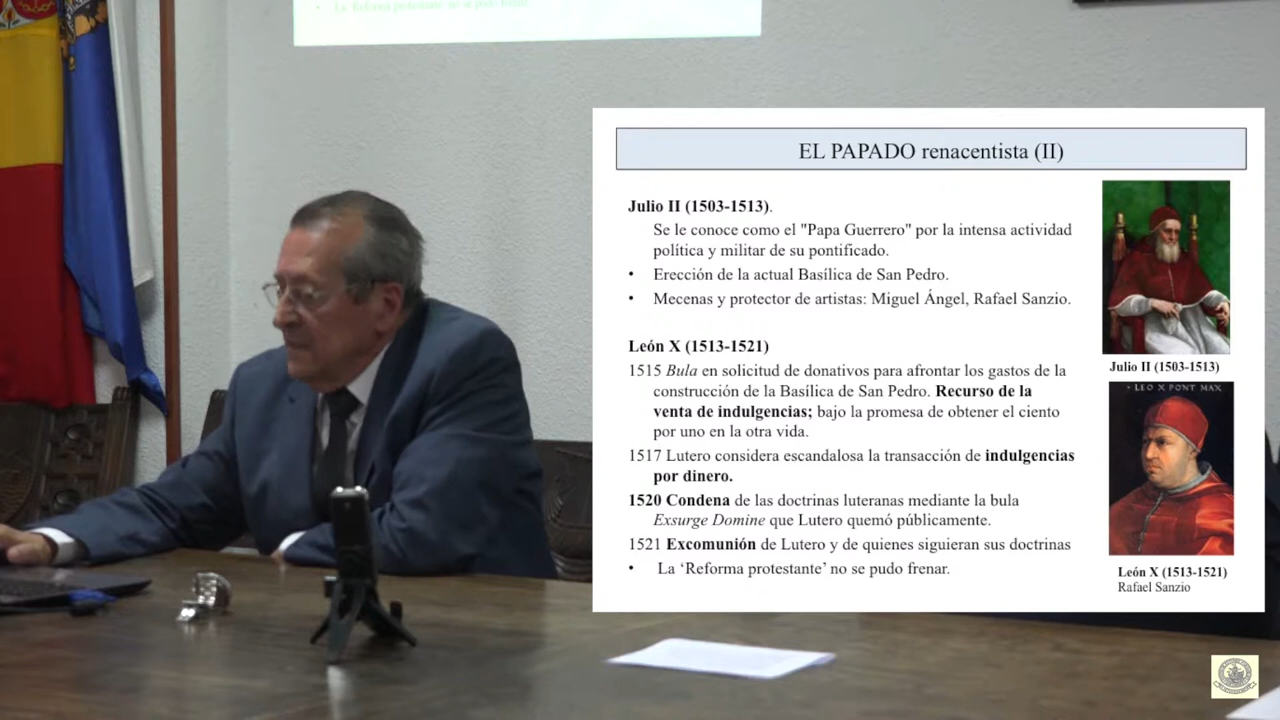 La 'Reforma protestante' no se pudo frenar.
EL PAPADO renacentista (II)
Julio II (1503-1513).
Se le conoce como el "Papa Guerrero" por la intensa actividad
política y militar de su pontificado.
• Erección de la actual Basílica de San Pedro.
• Mecenas y protector de artistas: Miguel Ángel, Rafael Sanzio.
León X (1513-1521)
1515 Bula en solicitud de donativos para afrontar los gastos de la
construcción de la Basílica de San Pedro. Recurso de la
venta de indulgencias; bajo la promesa de obtener el ciento
por uno en la otra vida.
1517 Lutero considera escandalosa la transacción de indulgencias
por dinero.
1520 Condena de las doctrinas luteranas mediante la bula
Exsurge Domine que Lutero quemó públicamente.
1521 Excomunión de Lutero y de quienes siguieran sus doctrinas
• La ‘Reforma protestante’ no se pudo frenar.
Julio II (1503-1513)
LEO X PONT MAX
León X (1513-1521)
Rafael Sanzio